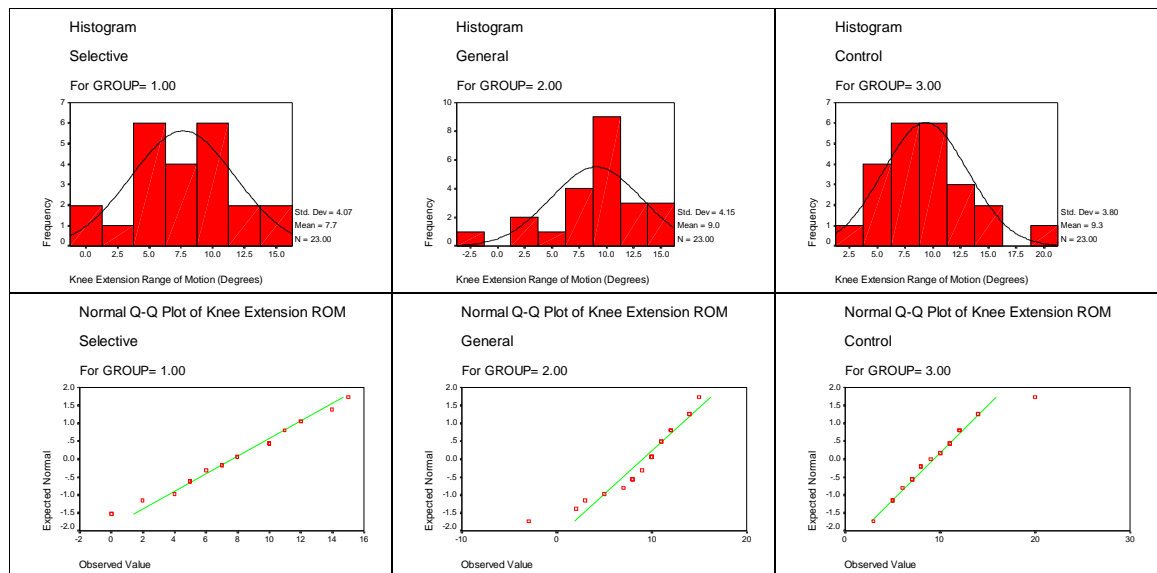 Histogram
Selective
For GROUP= 1.00
7
6
5
4
3
2
1
0
Frequency
0.0 2.5 5.0 7.5 10.0 12.5 15.0
Std. Dev = 4.07
Mean = 7.7
N = 23.00
Knee Extension Range of Motion (Degrees)
Histogram
General
For GROUP= 2.00
10
8
6
4
2
0
Frequency
-2.5 0.0 2.5 5.0 7.5 10.0 12.5 15.0
Std. Dev = 4.15
Mean = 9.0
N = 23.00
Knee Extension Range of Motion (Degrees)
Histogram
Control
For GROUP= 3.00
7
6
5
4
3
2
1
0
Frequency
2.5 5.0 7.5 10.0 12.5 15.0 17.5 20.0
Std. Dev = 3.80
Mean = 9.3
N = 23.00
Knee Extension Range of Motion (Degrees)
Normal Q-Q Plot of Knee Extension ROM
Selective
For GROUP= 1.00
2.0
1.5
1.0
.5
0.0
-.5
-1.0
-1.5
-2.0
Expected Normal
-2 0 2 4 6 8 10 12 14 16
Observed Value
Normal Q-Q Plot of Knee Extension ROM
General
For GROUP= 2.00
2.0
1.5
1.0
.5
0.0
-.5
-1.0
-1.5
-2.0
Expected Normal
-10 0 10 20
Observed Value
Normal Q-Q Plot of Knee Extension ROM
Control
For GROUP= 3.00
2.0
1.5
1.0
.5
0.0
-.5
-1.0
-1.5
-2.0
Expected Normal
0 10 20 30
Observed Value